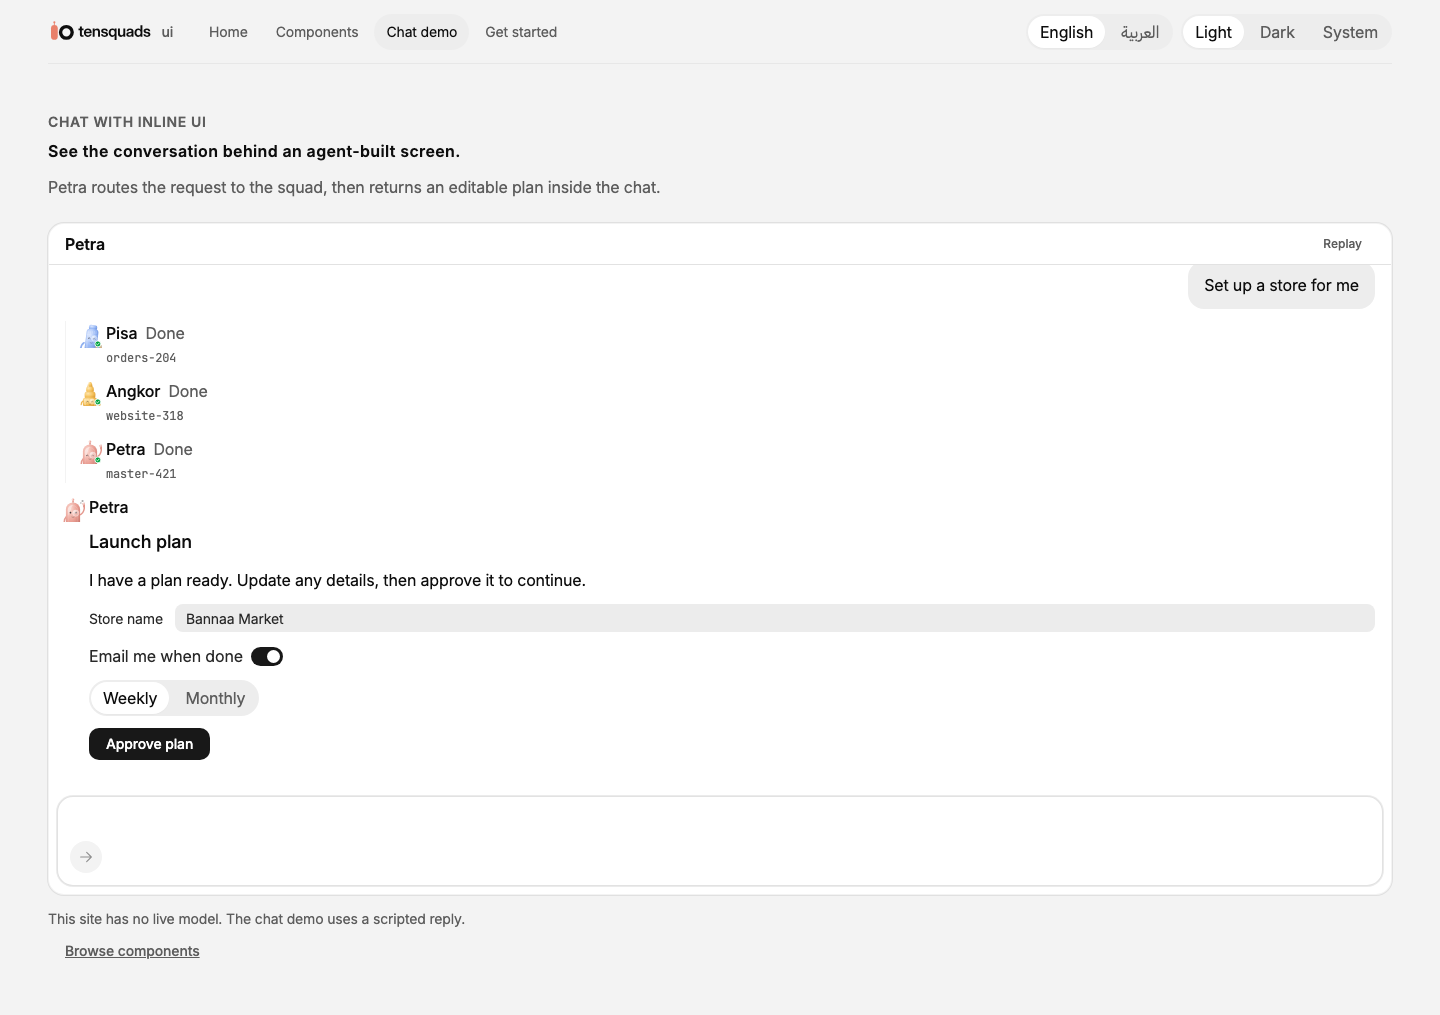 tensquads ui Home Components Chat demo Get started English العربية Light Dark System
CHAT WITH INLINE UI
See the conversation behind an agent-built screen.
Petra routes the request to the squad, then returns an editable plan inside the chat.
Petra Replay
Set up a store for me
Pisa Done
orders-204
Angkor Done
website-318
Petra Done
master-421
Petra
Launch plan
I have a plan ready. Update any details, then approve it to continue.
Store name Bannaa Market
Email me when done
Weekly Monthly
Approve plan
This site has no live model. The chat demo uses a scripted reply.
Browse components